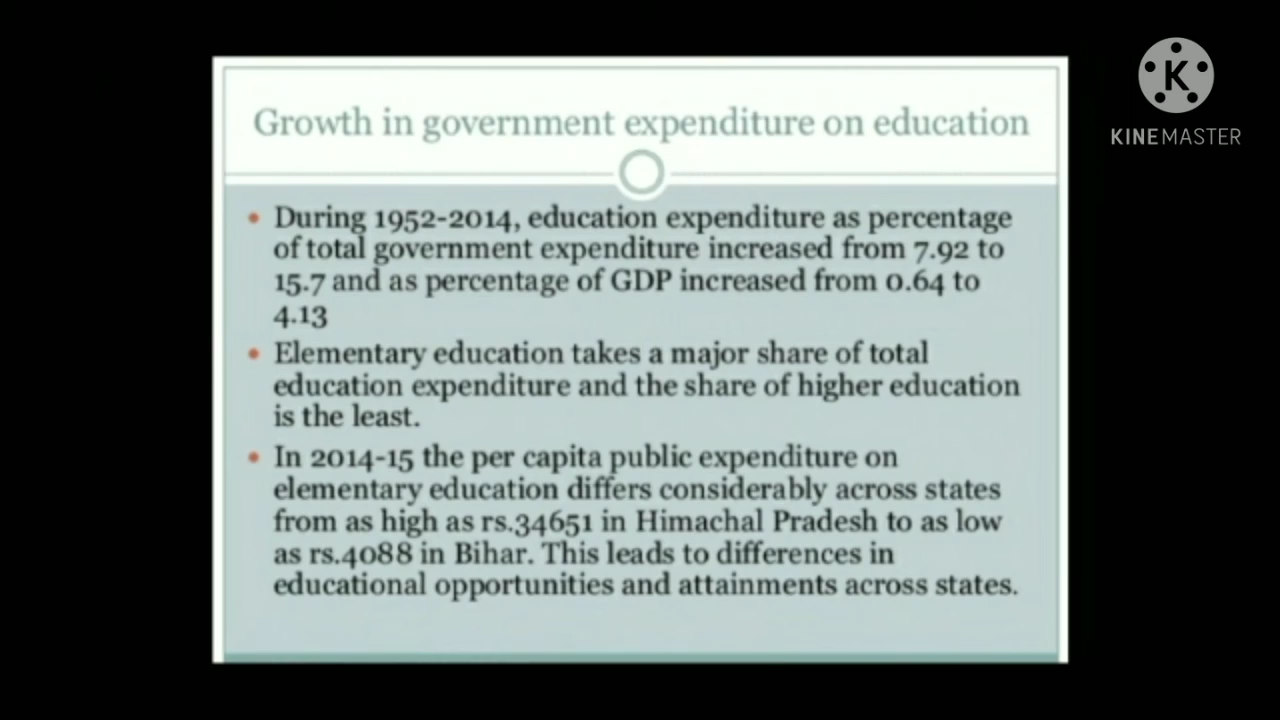 Growth in government expenditure on education
K
KINEMASTER
• During 1952-2014, education expenditure as percentage
of total government expenditure increased from 7.92 to
15.7 and as percentage of GDP increased from 0.64 to
4.13
• Elementary education takes a major share of total
education expenditure and the share of higher education
is the least.
• In 2014-15 the per capita public expenditure on
elementary education differs considerably across states
from as high as rs.34651 in Himachal Pradesh to as low
as rs.4088 in Bihar. This leads to differences in
educational opportunities and attainments across states.